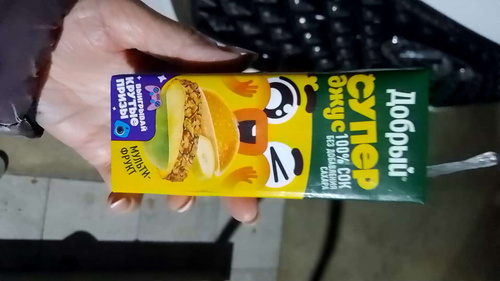 Добрый
СУПЕР
джус
100% СОК
БЕЗ ДОБАВЛЕНИЯ
САХАРА
МУЛЬТИ-
ФРУКТ
ВЫИГРЫВАЙ
КРУТЫЕ
ПРИЗЫ